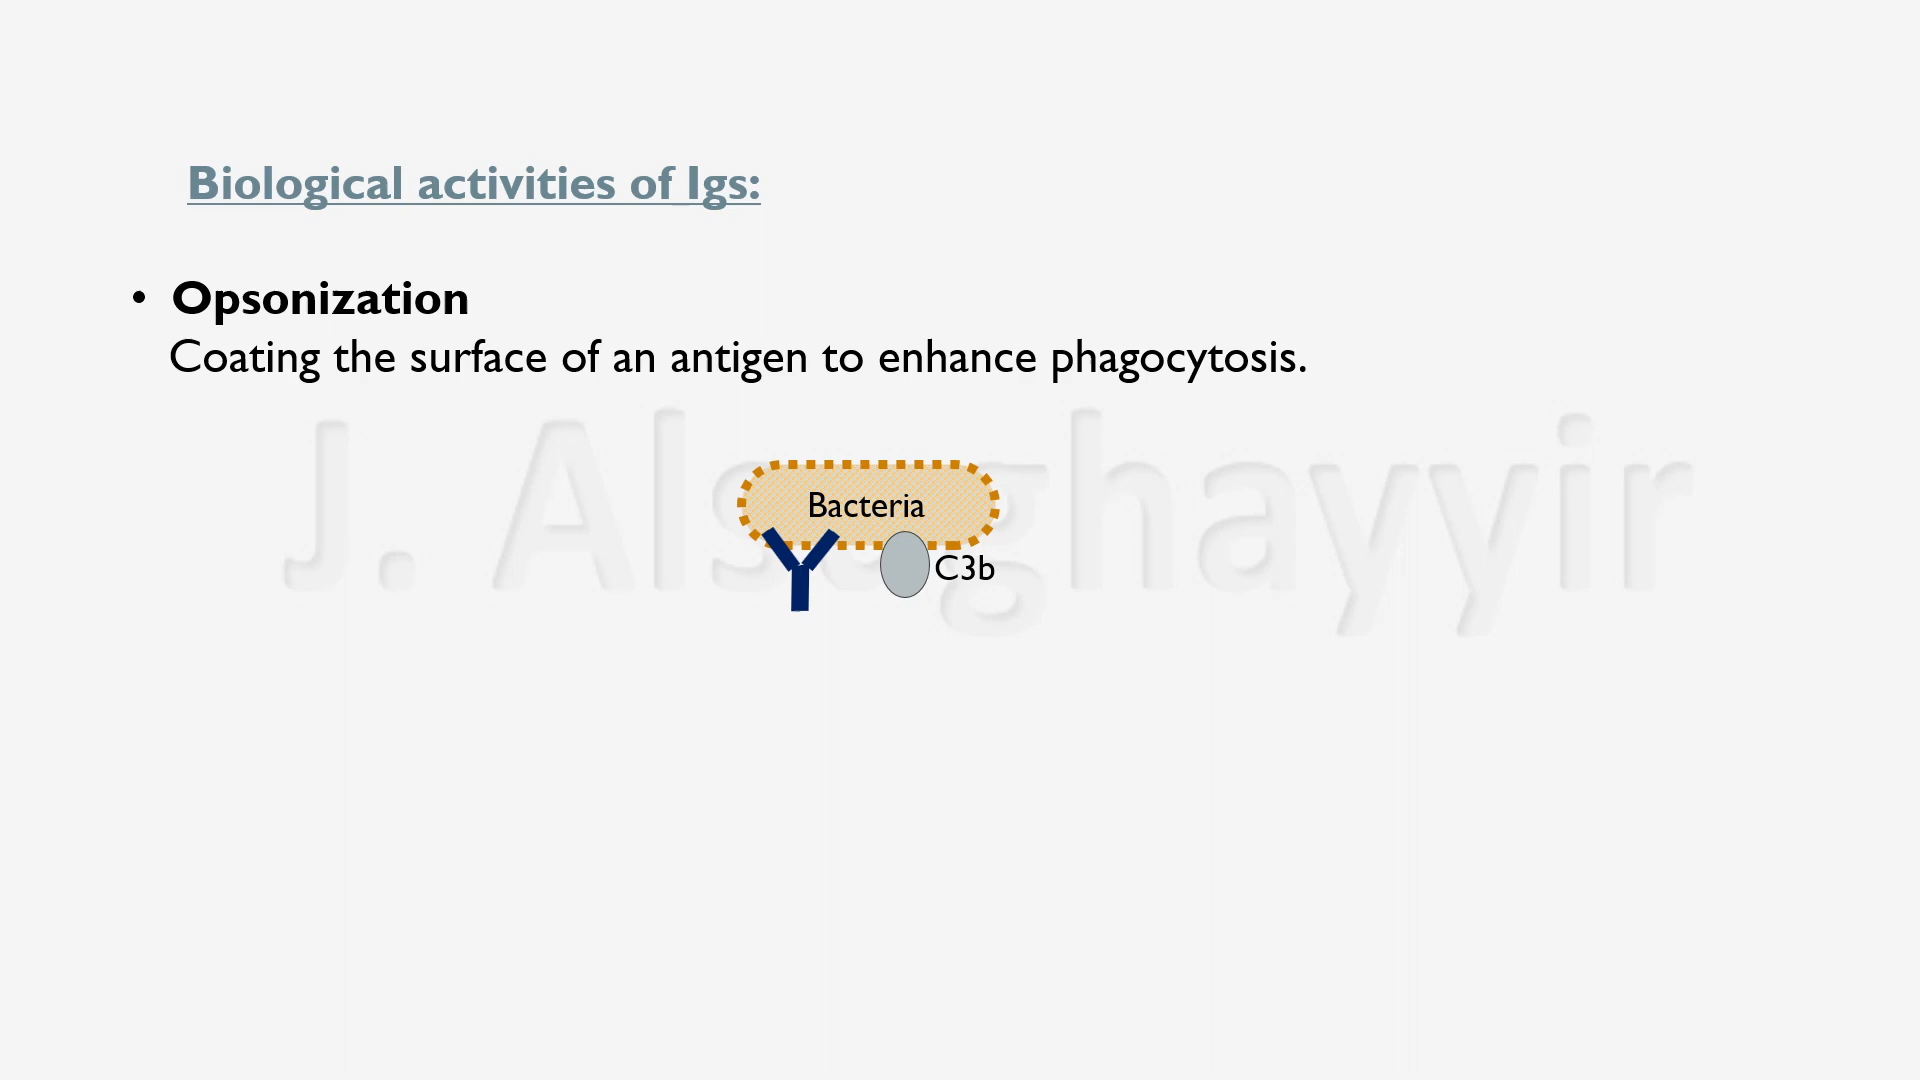 Biological activities of Igs:
• Opsonization
Coating the surface of an antigen to enhance phagocytosis.
Bacteria
C3b